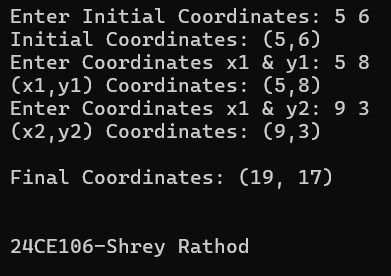 Enter Initial Coordinates: 5 6
Initial Coordinates: (5,6)
Enter Coordinates x1 & y1: 5 8
(x1,y1) Coordinates: (5,8)
Enter Coordinates x1 & y2: 9 3
(x2,y2) Coordinates: (9,3)
Final Coordinates: (19, 17)
24CE106-Shrey Rathod